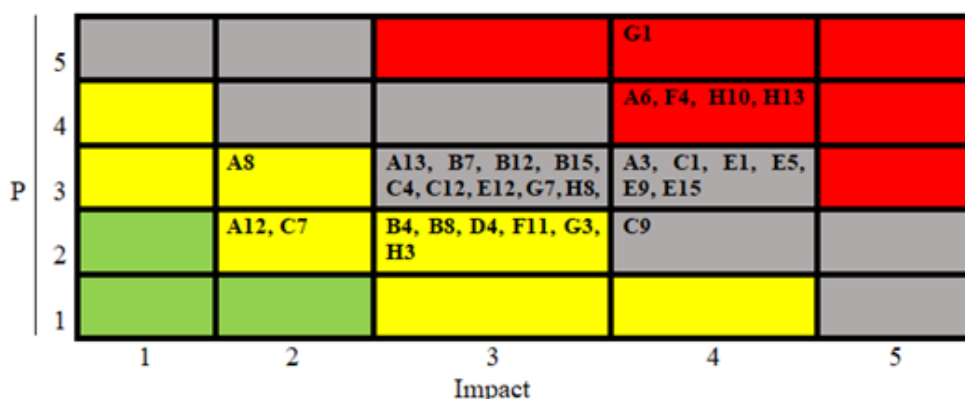 G1
5
A6, F4, H10, H13
4
A8
A13, B7, B12, B15,
C4, C12, E12, G7, H8,
A3, C1, E1, E5,
E9, E15
P
3
A12, C7
B4, B8, D4, F11, G3,
H3
C9
2
1
1 2 3 4 5
Impact